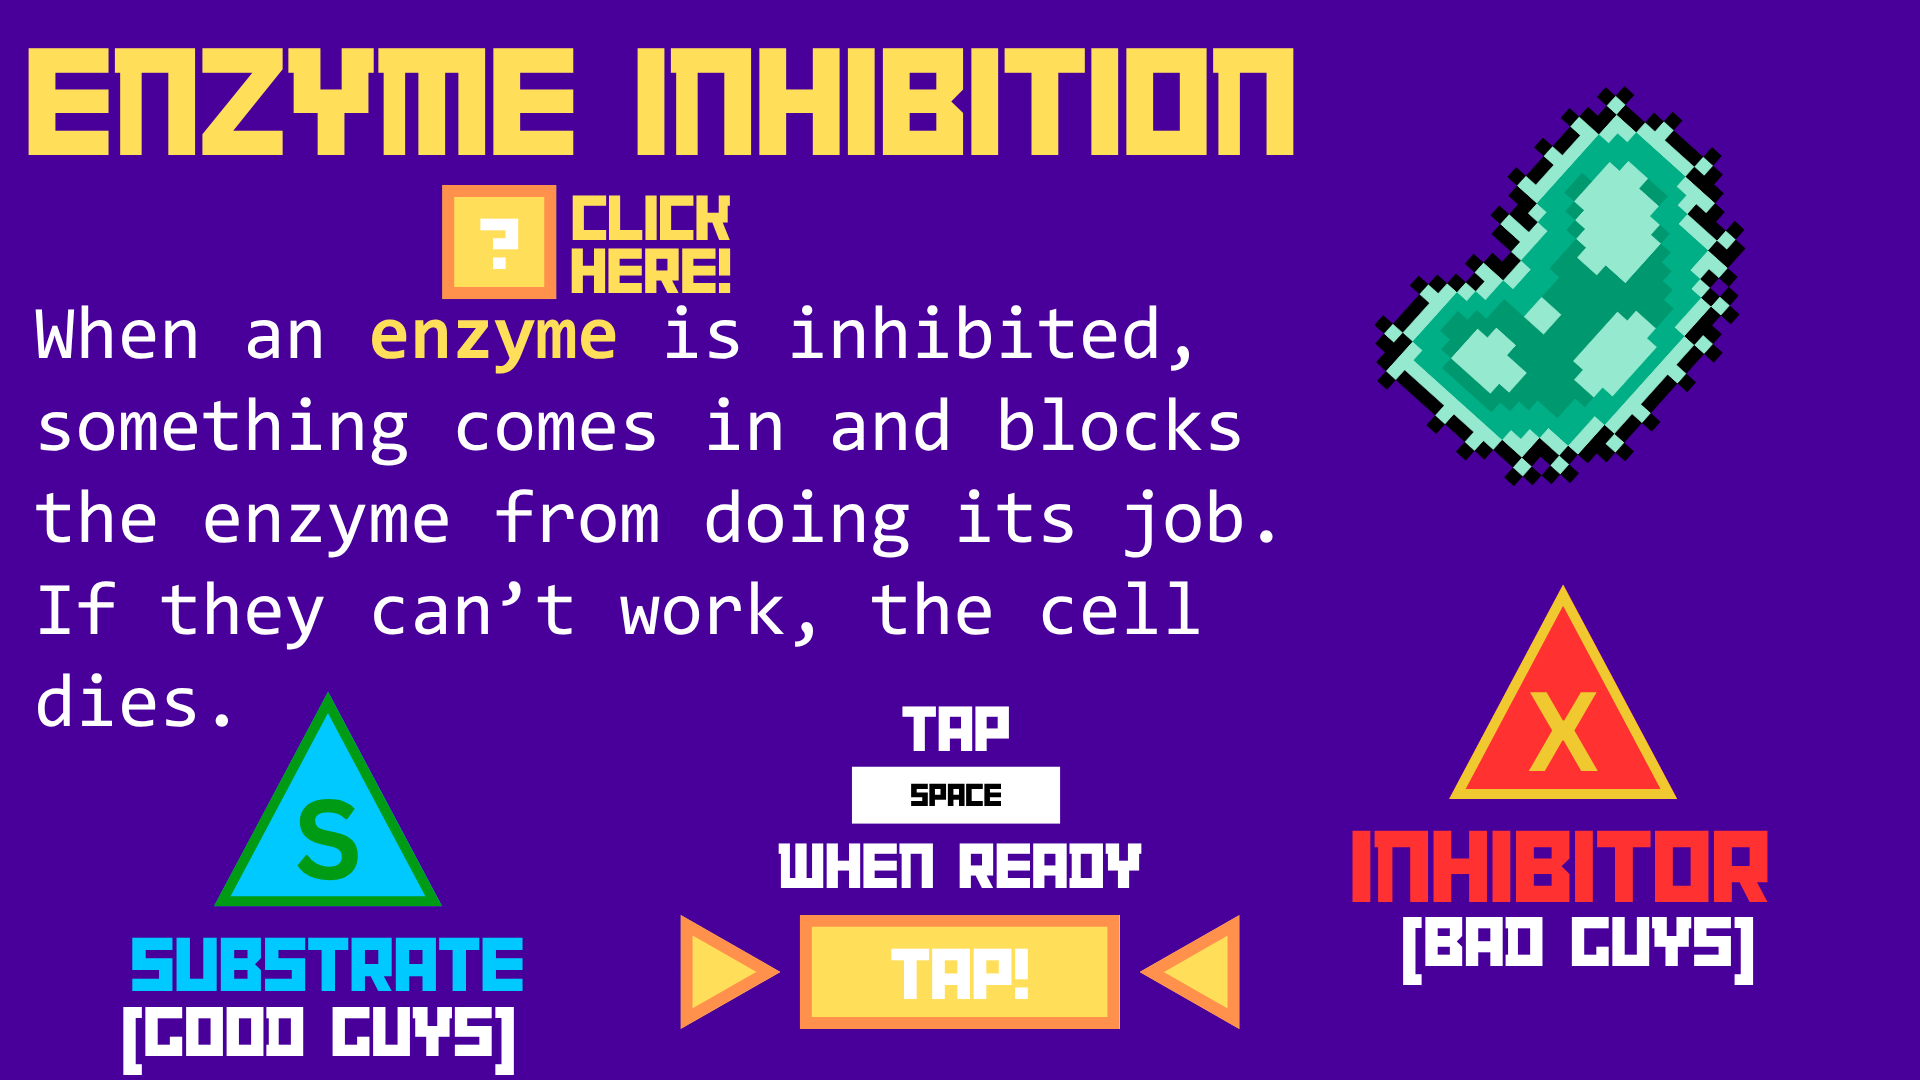 ENZYME INHIBITION
?
CLICK
HERE!
When an enzyme is inhibited,
something comes in and blocks
the enzyme from doing its job.
If they can’t work, the cell
dies.
S
SUBSTRATE
[GOOD GUYS]
TAP
SPACE
WHEN READY
TAP!
X
INHIBITOR
[BAD GUYS]